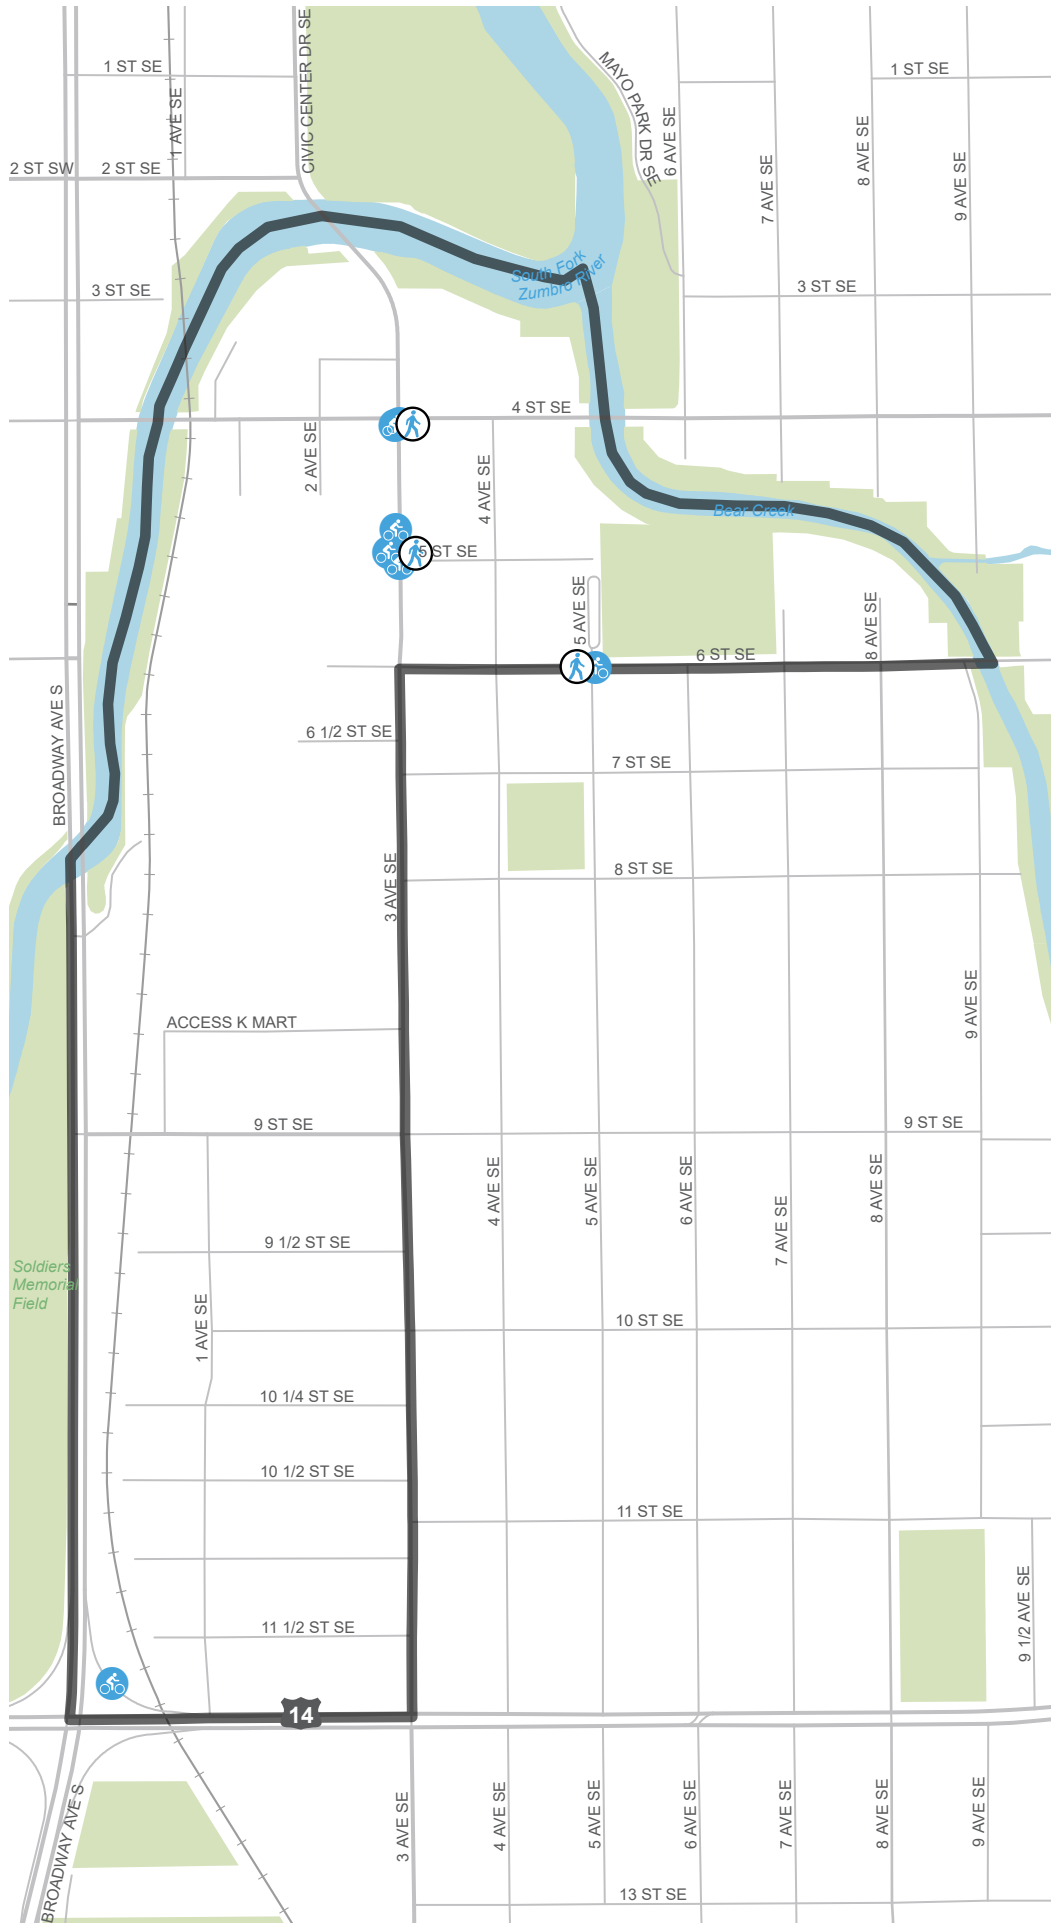 1 ST SE
1 AVE SE
CIVIC CENTER DR SE
MAYO PARK DR SE
6 AVE SE
7 AVE SE
8 AVE SE
1 ST SE
9 AVE SE
2 ST SW
2 ST SE
South Fork
Zumbro River
3 ST SE
3 ST SE
4 ST SE
2 AVE SE
4 AVE SE
Bear Creek
5 ST SE
5 AVE SE
8 AVE SE
6 ST SE
BROADWAY AVE S
6 1/2 ST SE
7 ST SE
8 ST SE
3 AVE SE
9 AVE SE
ACCESS K MART
9 ST SE
9 ST SE
4 AVE SE
5 AVE SE
6 AVE SE
7 AVE SE
8 AVE SE
9 1/2 ST SE
Soldiers
Memorial
Field
1 AVE SE
10 ST SE
10 1/4 ST SE
10 1/2 ST SE
11 ST SE
11 1/2 ST SE
9 1/2 AVE SE
14
BROADWAY AVE S
3 AVE SE
4 AVE SE
5 AVE SE
6 AVE SE
7 AVE SE
8 AVE SE
9 AVE SE
13 ST SE